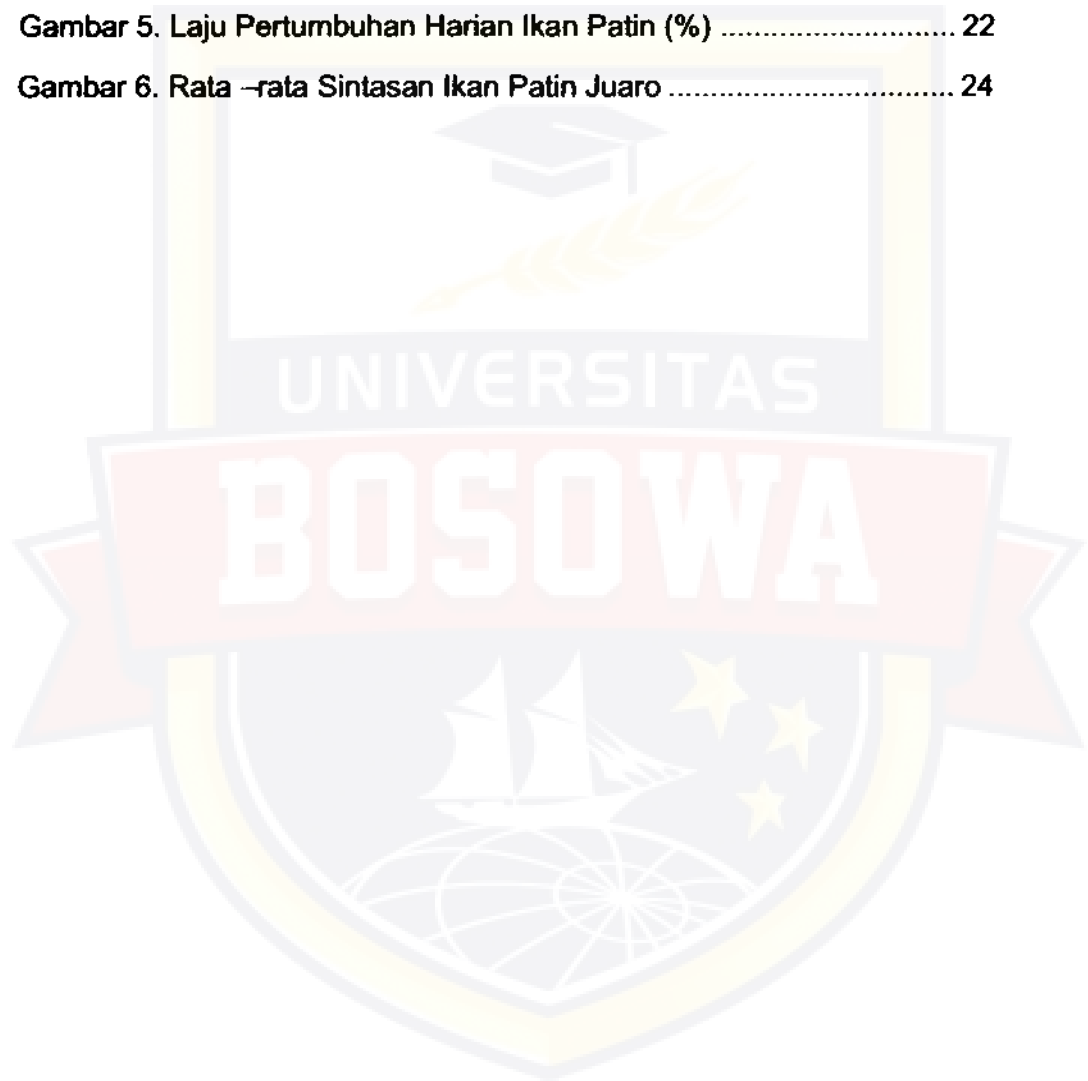 Gambar 5. Laju Pertumbuhan Harian Ikan Patin (%) ............................ 22
Gambar 6. Rata –rata Sintasan Ikan Patin Juaro .................................. 24
UNIVERSITAS
BOSOWA